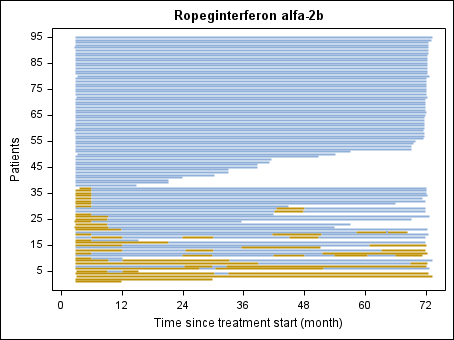 Ropeginterferon alfa-2b
95
85
75
65
55
45
35
25
15
5
Patients
0 12 24 36 48 60 72
Time since treatment start (month)